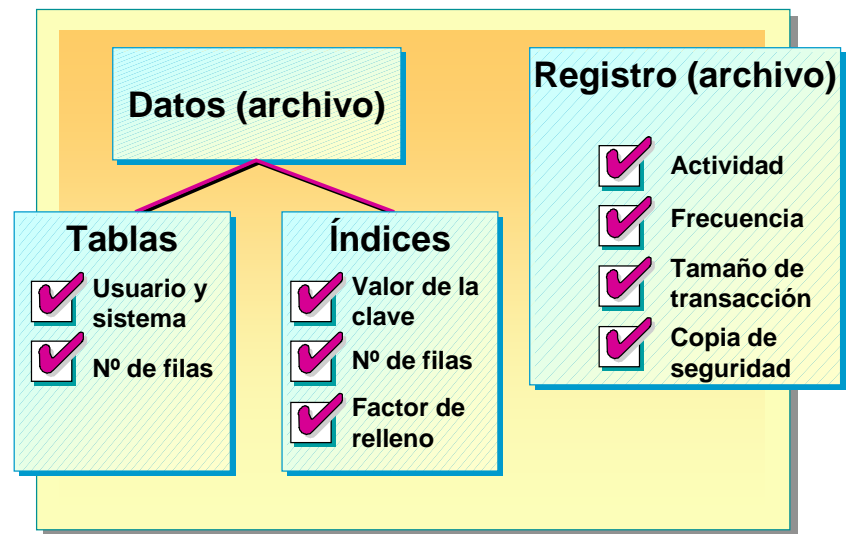 Datos (archivo)
Tablas
Usuario y
sistema
Nº de filas
Índices
Valor de la
clave
Nº de filas
Factor de
relleno
Registro (archivo)
Actividad
Frecuencia
Tamaño de
transacción
Copia de
seguridad